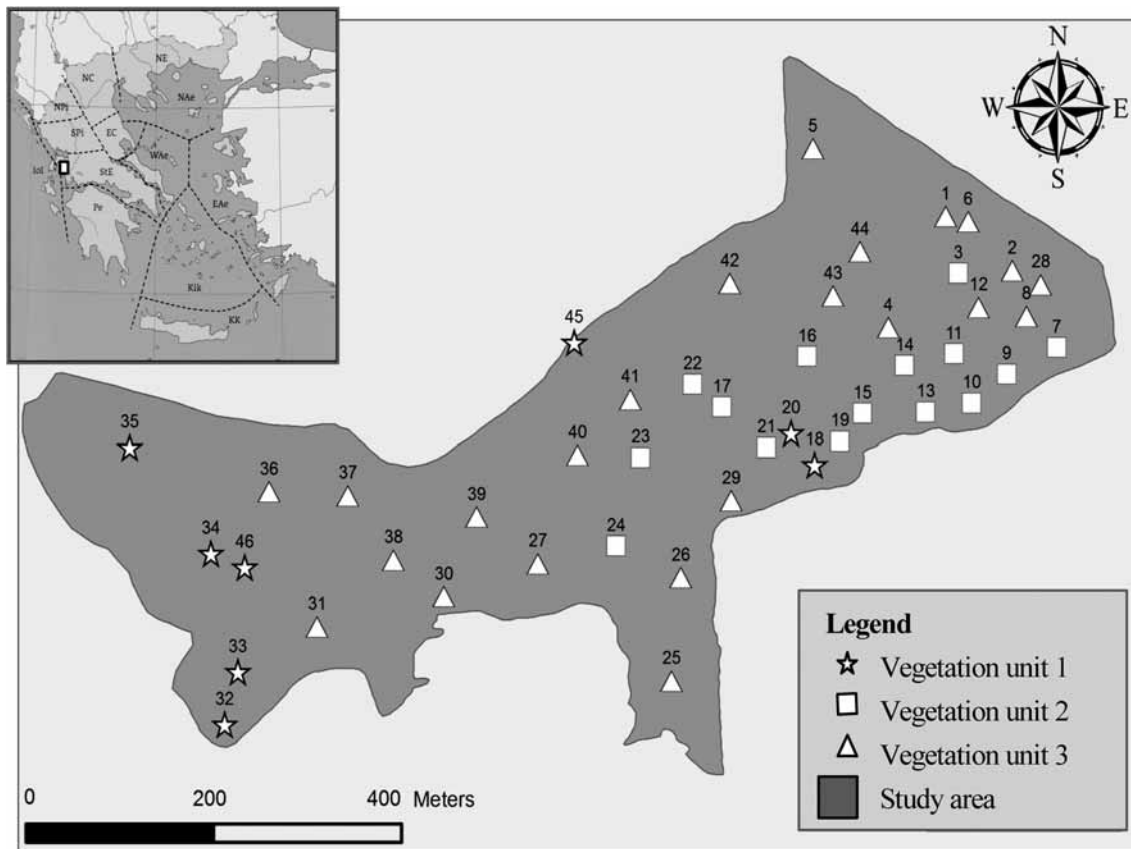 NE
NC
NAe
NPi
SPi
EC
WAe
IoI
StE
Pe
EAe
Kik
KK
N
W E
S
5
1 6
44
3 2
42 28
43 12
4 8
45 7
16 14 11
22 9
41 17
10
15 13
35 20 19
40 23 21 18
36 37
39 29
34 24
46 38 27
26
30
31
33 25
32
Legend
Vegetation unit 1
Vegetation unit 2
Vegetation unit 3
Study area
0 200 400 Meters